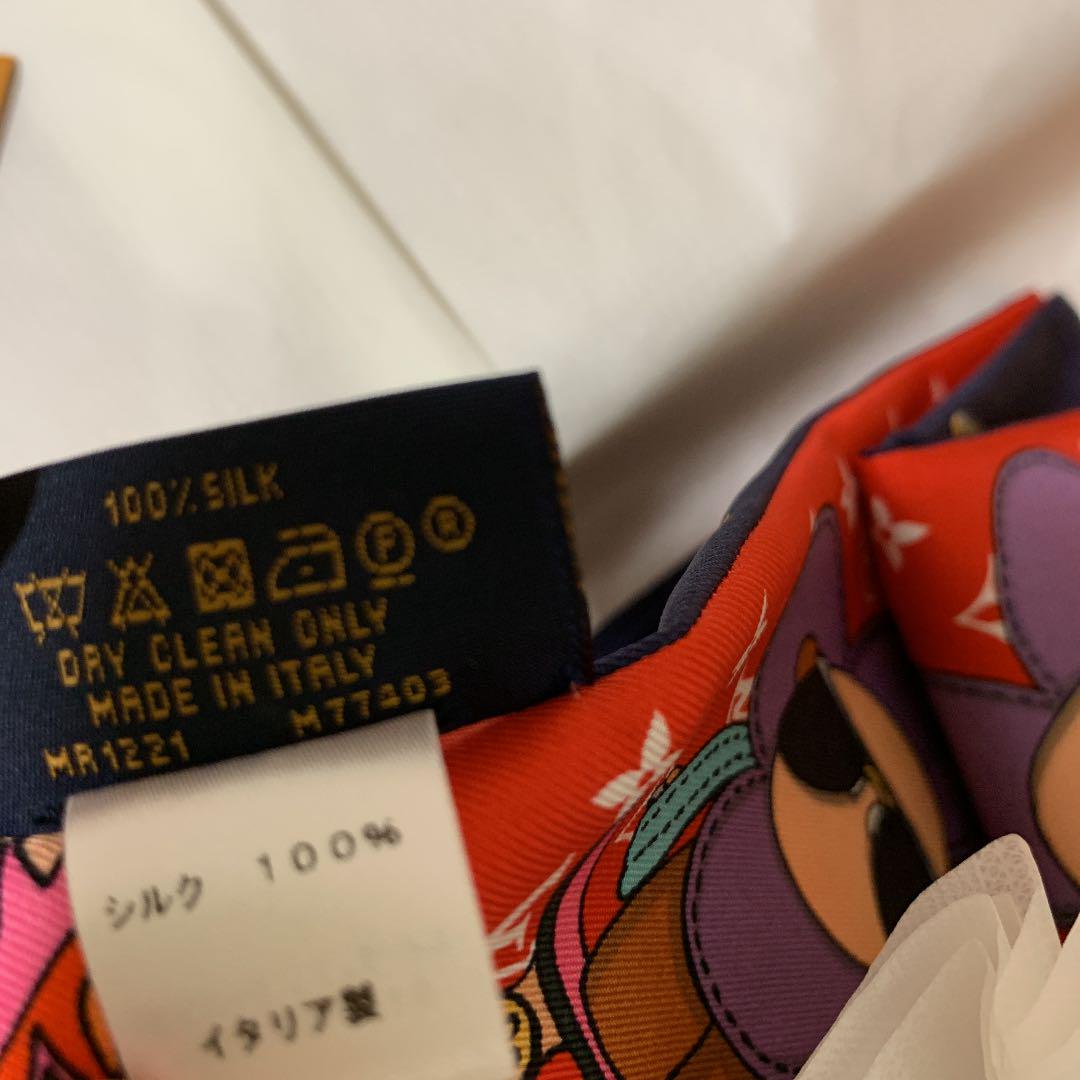 100% SILK
F R
DRY CLEAN ONLY
MADE IN ITALY
MR1221 M77403
シルク 100%
イタリア製